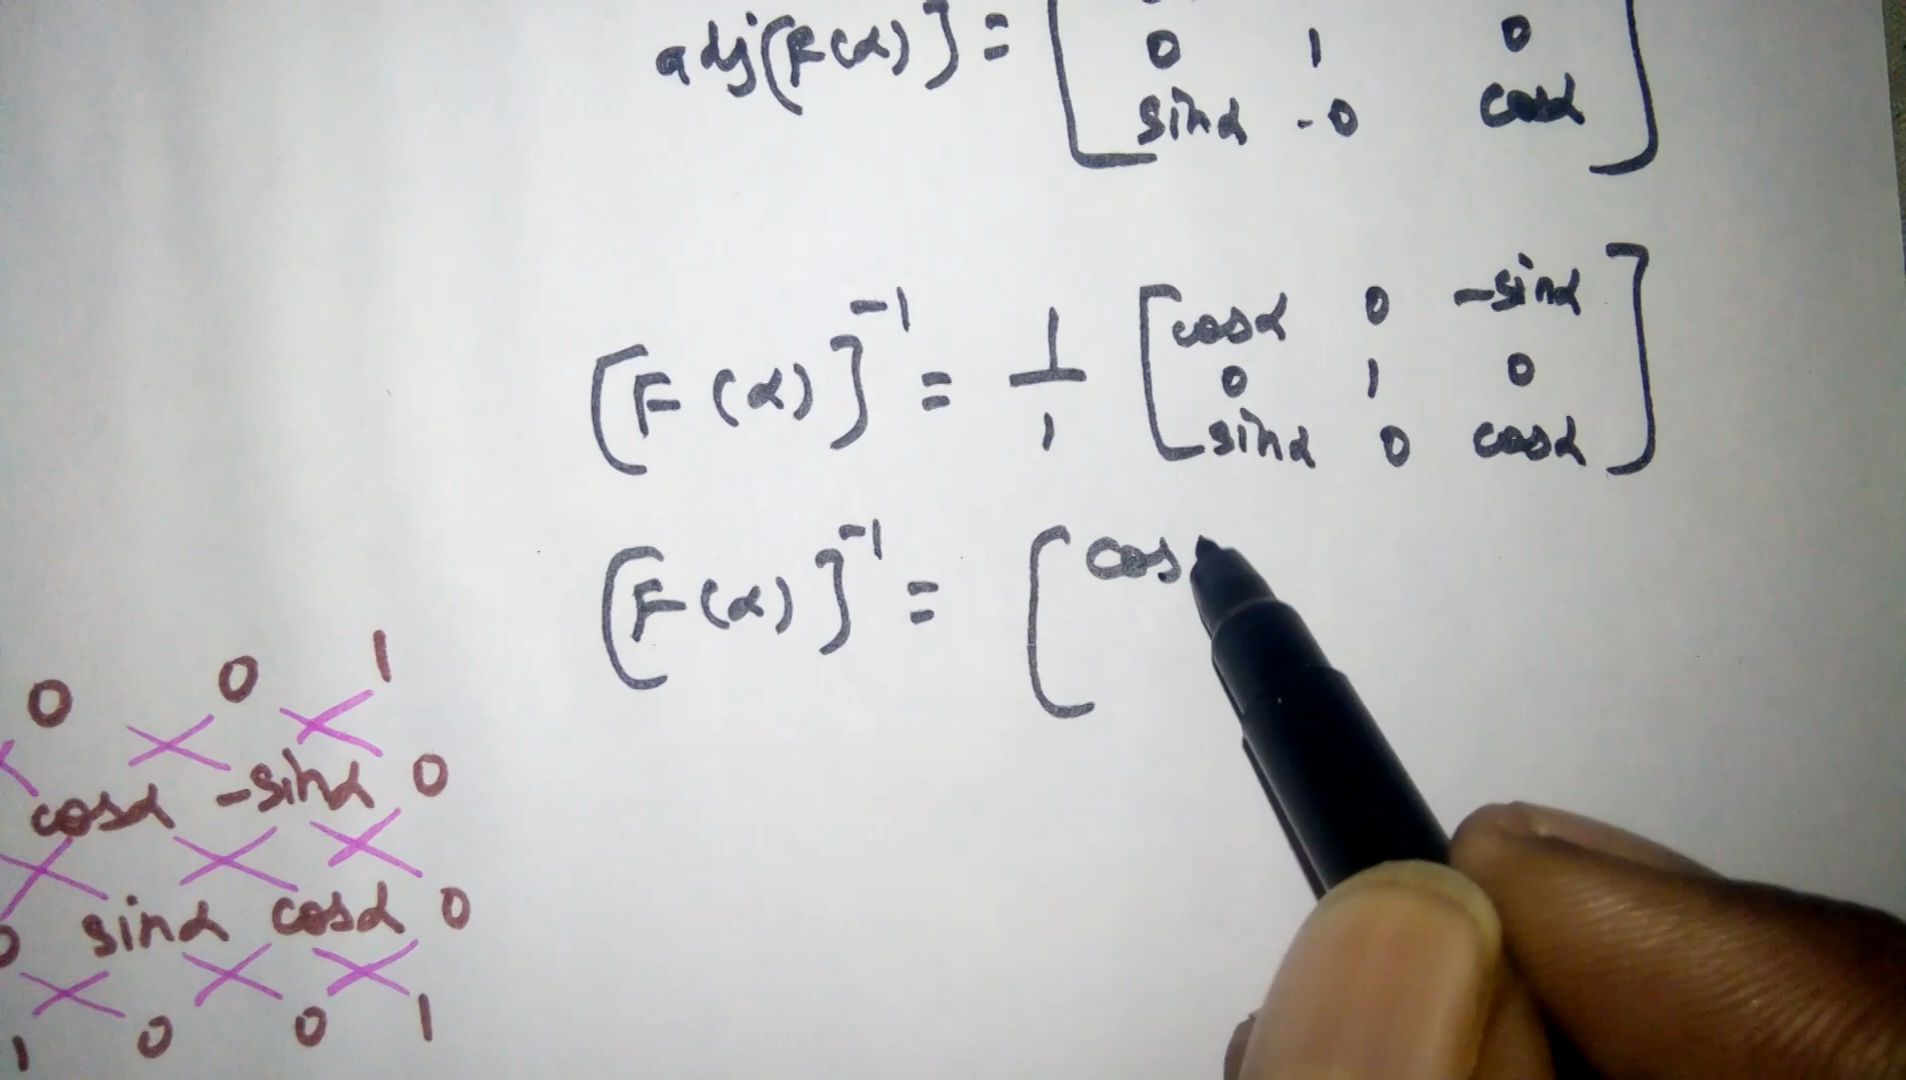 adj(F(α)] = [
0 1 0
sinα -0 cosα ]
[F(α)]⁻¹ = 1/1 [ cosα 0 -sinα
0 1 0
sinα 0 cosα ]
[F(α)]⁻¹ = [ cos
0 0 1
cosα -sinα 0
sinα cosα 0
1 0 0 1